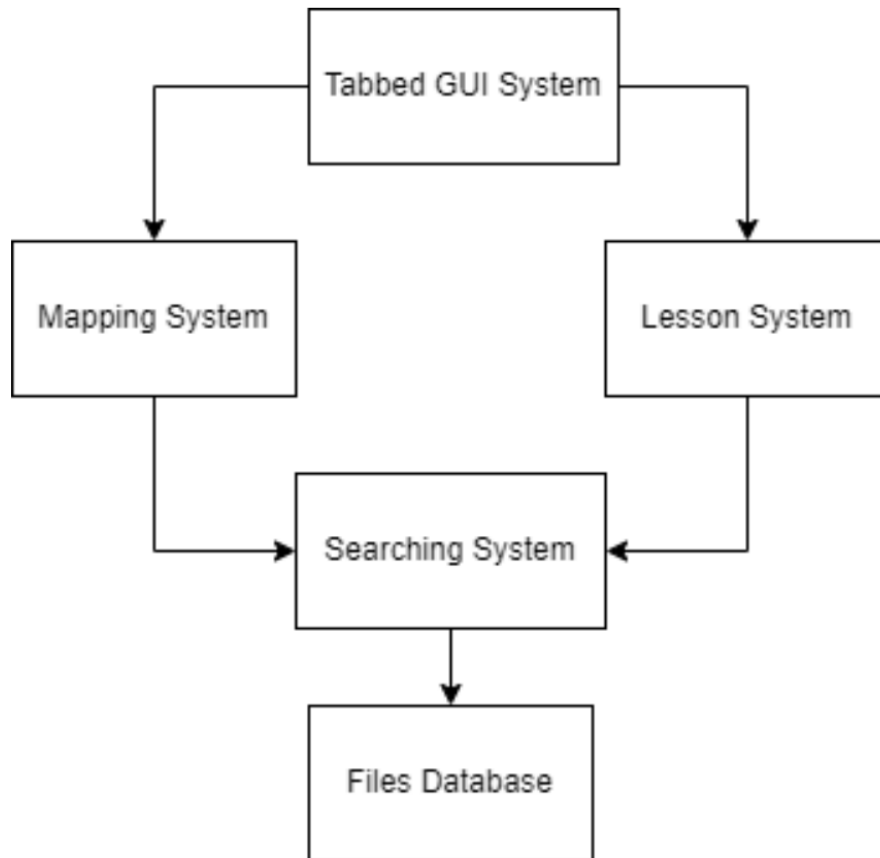 Tabbed GUI System
Mapping System
Lesson System
Searching System
Files Database